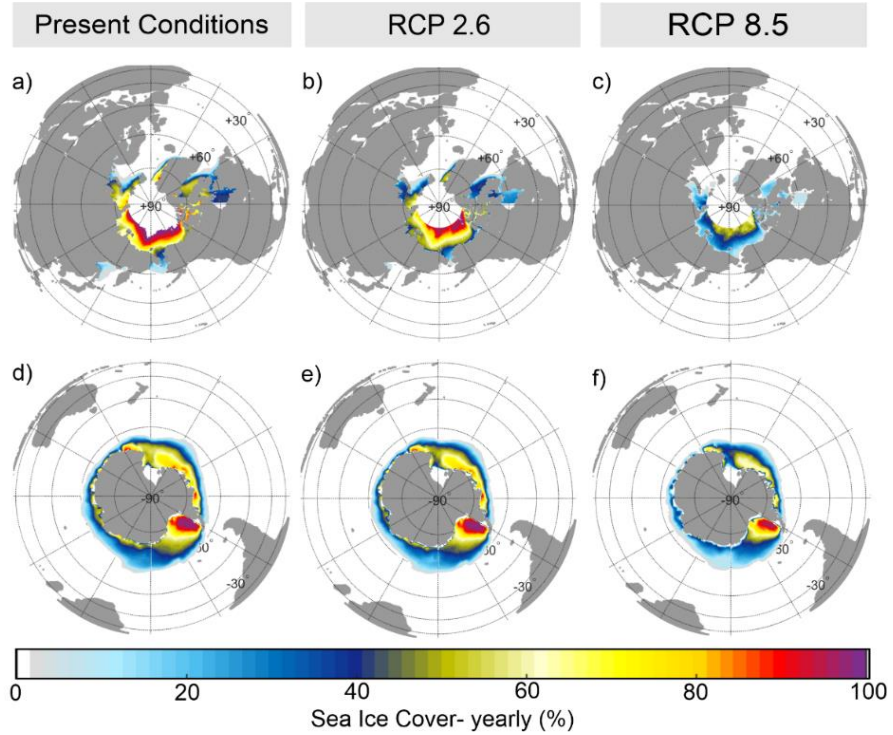 Present Conditions RCP 2.6 RCP 8.5
a) b) c)
+30° +30° +30°
+60° +60° +60°
+90 +90 +90
d) e) f)
-90° -90° -90°
-30° -30° -30°
0 20 40 60 80 100
Sea Ice Cover- yearly (%)